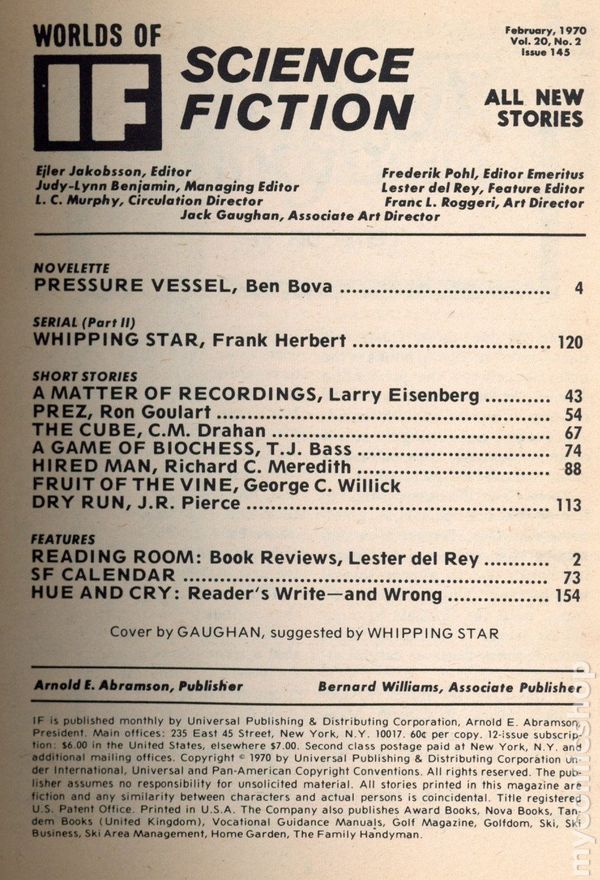 WORLDS OF
IF
SCIENCE
FICTION
February, 1970
Vol. 20, No. 2
Issue 145
ALL NEW
STORIES
Ejler Jakobsson, Editor
Frederik Pohl, Editor Emeritus
Judy-Lynn Benjamin, Managing Editor
Lester del Rey, Feature Editor
L. C. Murphy, Circulation Director
Franc L. Roggeri, Art Director
Jack Gaughan, Associate Art Director
NOVELETTE
PRESSURE VESSEL, Ben Bova .................................. 4
SERIAL (Part II)
WHIPPING STAR, Frank Herbert ................................ 120
SHORT STORIES
A MATTER OF RECORDINGS, Larry Eisenberg ........... 43
PREZ, Ron Goulart ...................................................... 54
THE CUBE, C.M. Drahan ............................................. 67
A GAME OF BIOCHESS, T.J. Bass ............................... 74
HIRED MAN, Richard C. Meredith ................................ 88
FRUIT OF THE VINE, George C. Willick
DRY RUN, J.R. Pierce .................................................. 113
FEATURES
READING ROOM: Book Reviews, Lester del Rey ........... 2
SF CALENDAR ........................................................... 73
HUE AND CRY: Reader's Write—and Wrong ................. 154
Cover by GAUGHAN, suggested by WHIPPING STAR
Arnold E. Abramson, Publisher
Bernard Williams, Associate Publisher
IF is published monthly by Universal Publishing & Distributing Corporation, Arnold E. Abramson,
President. Main offices: 235 East 45 Street, New York, N.Y. 10017. 60¢ per copy. 12-issue subscrip-
tion: $6.00 in the United States, elsewhere $7.00. Second class postage paid at New York, N.Y. and
additional mailing offices. Copyright © 1970 by Universal Publishing & Distributing Corporation un-
der International, Universal and Pan-American Copyright Conventions. All rights reserved. The pub-
lisher assumes no responsibility for unsolicited material. All stories printed in this magazine are
fiction and any similarity between characters and actual persons is coincidental. Title registered
U.S. Patent Office. Printed in U.S.A. The Company also publishes Award Books, Nova Books, Tan-
dem Books (United Kingdom), Vocational Guidance Manuals, Golf Magazine, Golfdom, Ski, Ski
Business, Ski Area Management, Home Garden, The Family Handyman.
mycomicshop